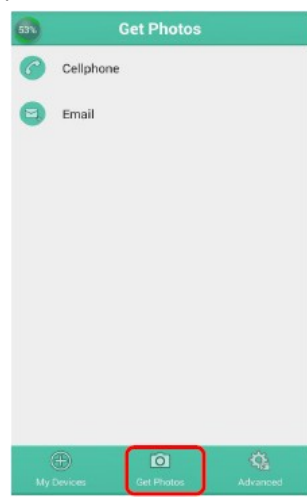 53%
Get Photos
Cellphone
Email
My Devices
Get Photos
Advanced